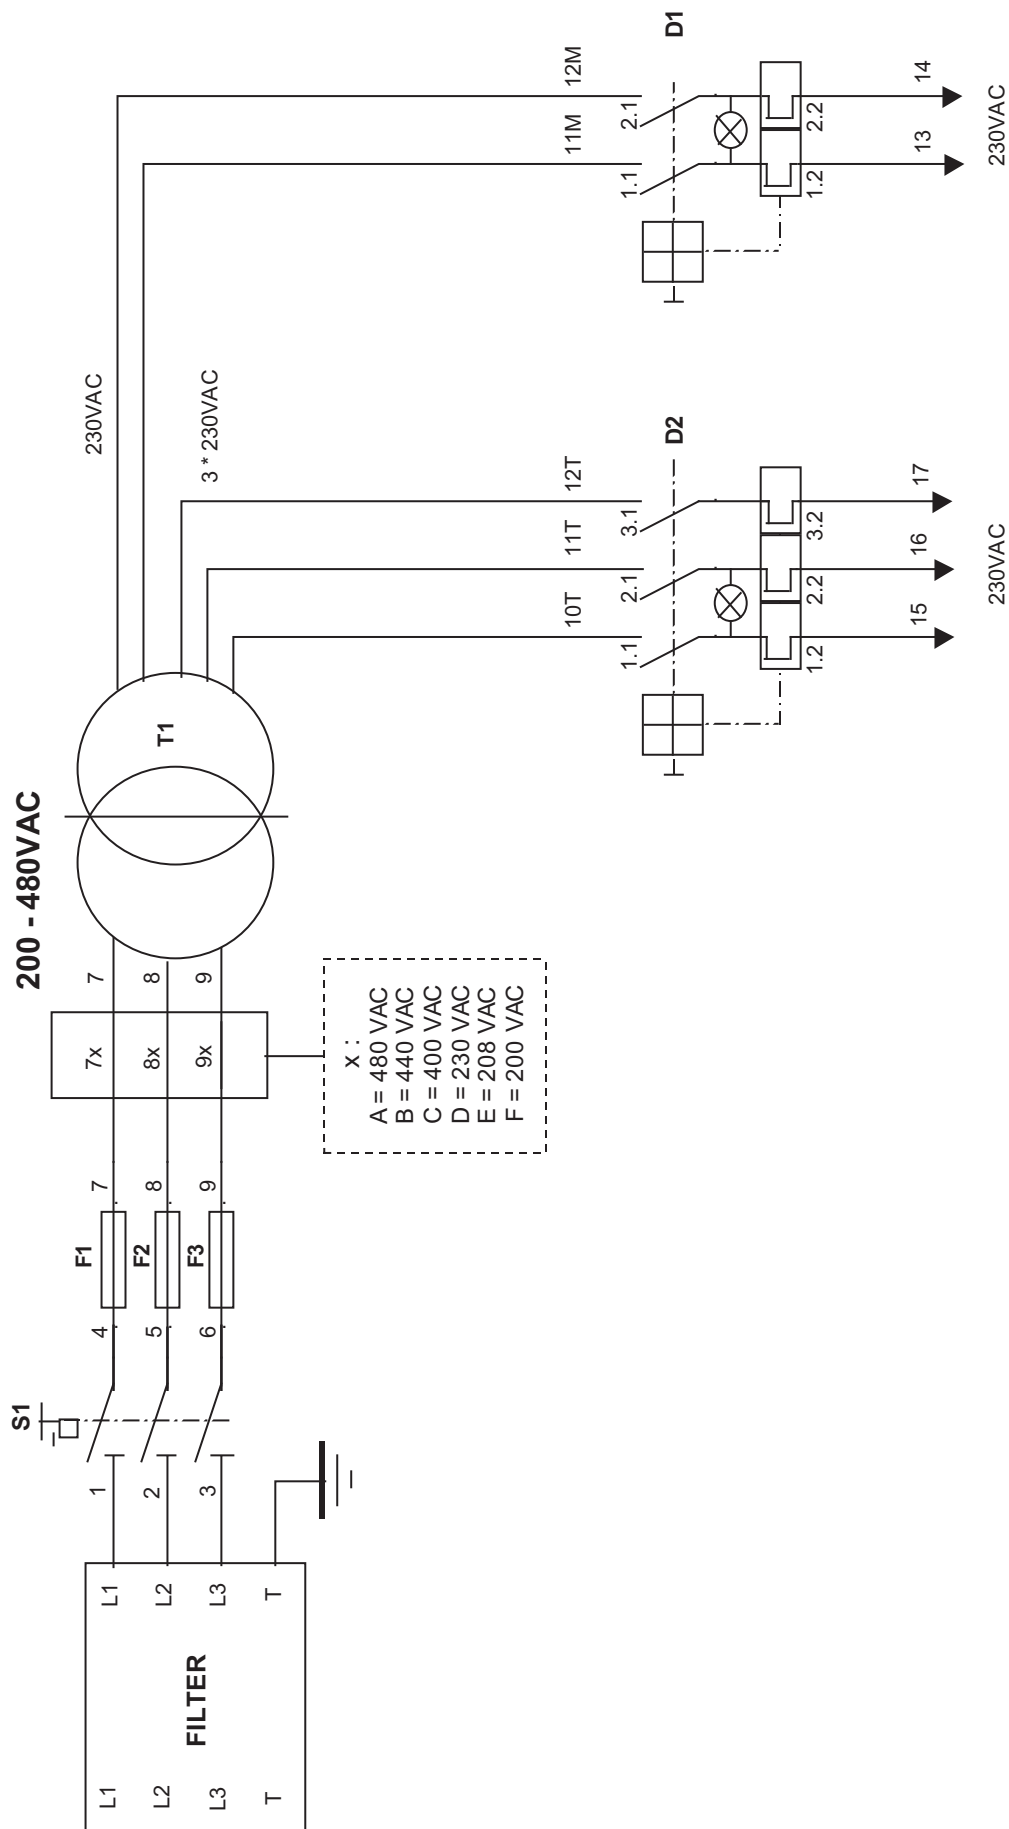 200 - 480VAC
FILTER
L1
L2
L3
T
L1
L2
L3
T
S1
1
2
3
4
5
6
F1
F2
F3
7
8
9
7x
8x
9x
7
8
9
x :
A = 480 VAC
B = 440 VAC
C = 400 VAC
D = 230 VAC
E = 208 VAC
F = 200 VAC
T1
230VAC
3 * 230VAC
12M
11M
D1
2.1
1.1
2.2
1.2
14
13
230VAC
12T
11T
10T
D2
3.1
2.1
1.1
3.2
2.2
1.2
17
16
15
230VAC